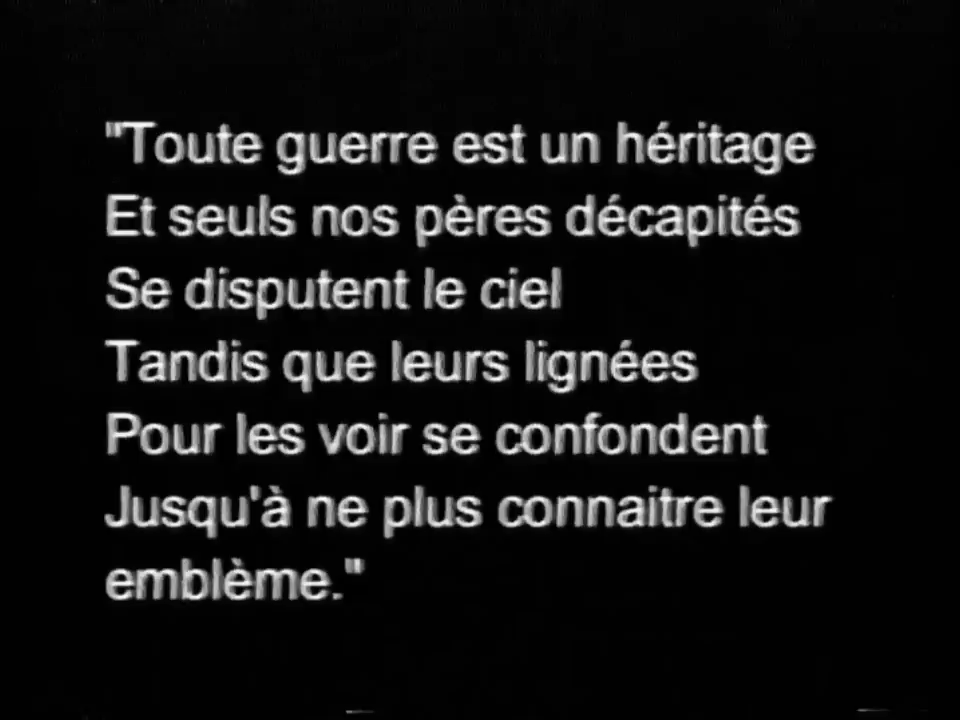 "Toute guerre est un héritage
Et seuls nos pères décapités
Se disputent le ciel
Tandis que leurs lignées
Pour les voir se confondent
Jusqu'à ne plus connaitre leur
emblème."